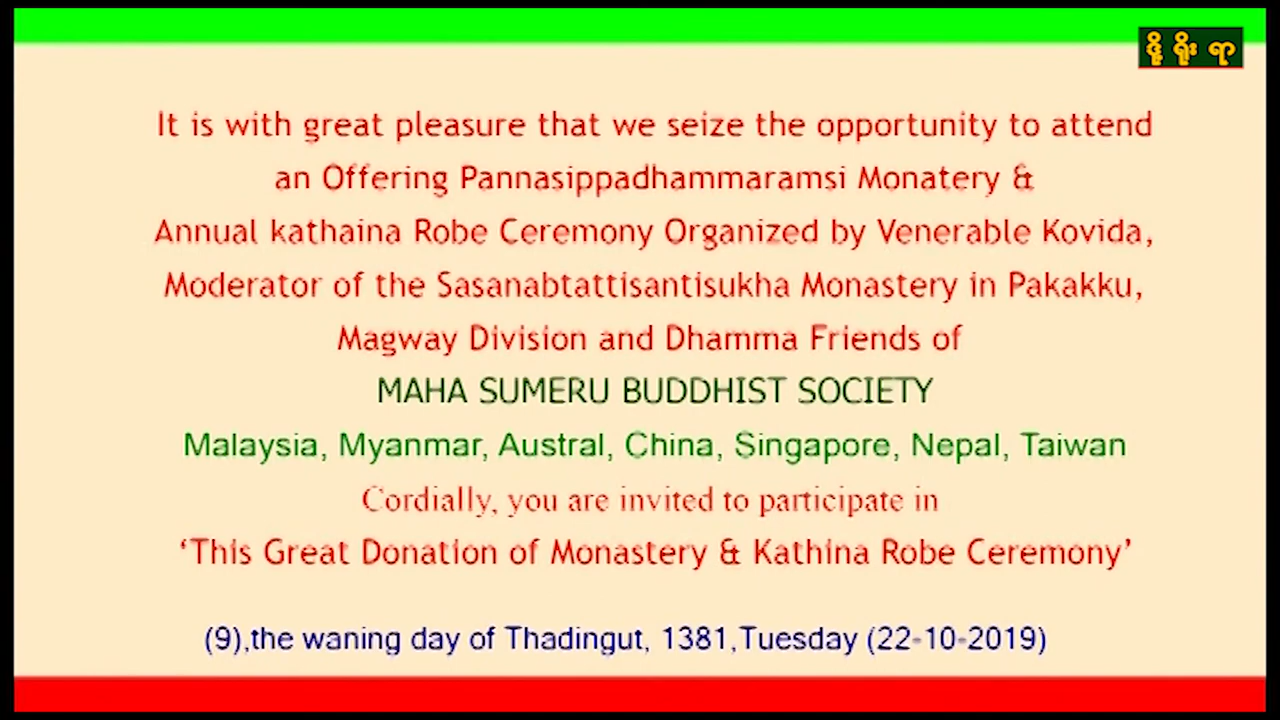 ဒို့ ရိုး ရာ
It is with great pleasure that we seize the opportunity to attend
an Offering Pannasippadhammaramsi Monatery &
Annual kathaina Robe Ceremony Organized by Venerable Kovida,
Moderator of the Sasanabtattisantisukha Monastery in Pakakku,
Magway Division and Dhamma Friends of
MAHA SUMERU BUDDHIST SOCIETY
Malaysia, Myanmar, Austral, China, Singapore, Nepal, Taiwan
Cordially, you are invited to participate in
‘This Great Donation of Monastery & Kathina Robe Ceremony’
(9),the waning day of Thadingut, 1381,Tuesday (22-10-2019)